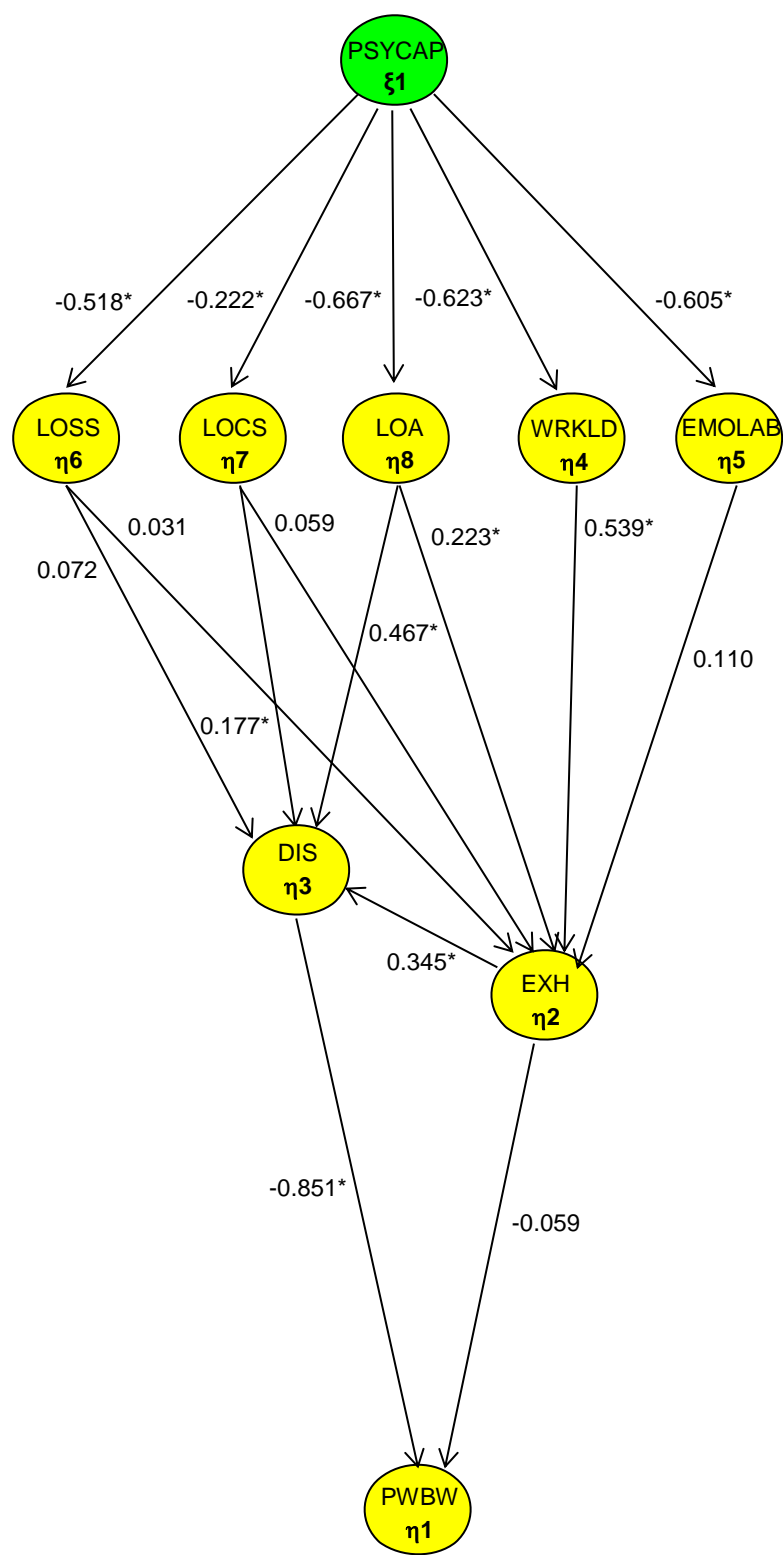 PSYCAP
ξ1
-0.518*
-0.222*
-0.667*
-0.623*
-0.605*
LOSS
η6
LOCS
η7
LOA
η8
WRKLD
η4
EMOLAB
η5
0.072
0.031
0.059
0.223*
0.539*
0.467*
0.110
0.177*
DIS
η3
0.345*
EXH
η2
-0.851*
-0.059
PWBW
η1